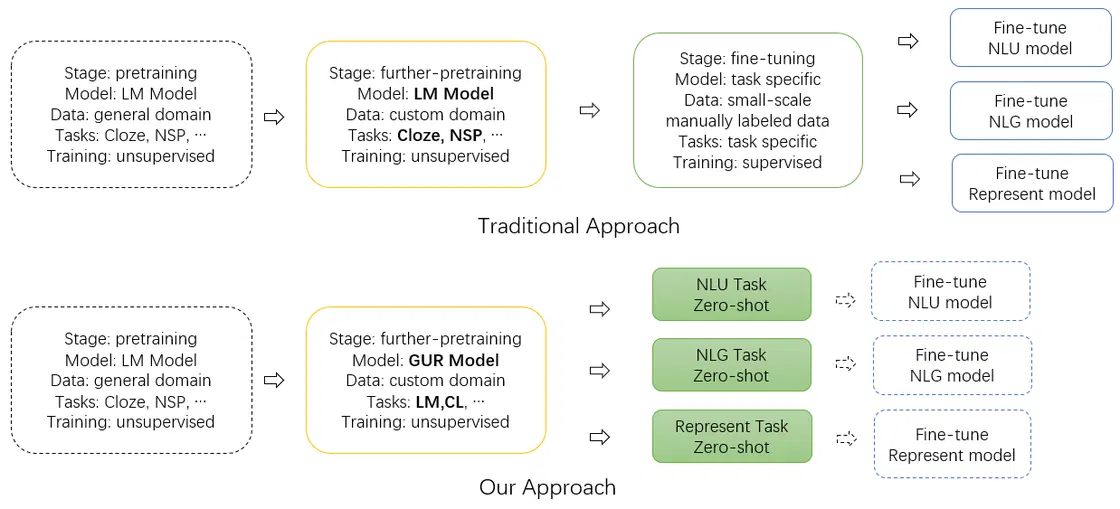 Stage: pretraining
Model: LM Model
Data: general domain
Tasks: Cloze, NSP, ···
Training: unsupervised
Stage: further-pretraining
Model: LM Model
Data: custom domain
Tasks: Cloze, NSP, ···
Training: unsupervised
Stage: fine-tuning
Model: task specific
Data: small-scale
manually labeled data
Tasks: task specific
Training: supervised
Fine-tune
NLU model
Fine-tune
NLG model
Fine-tune
Represent model
Traditional Approach
Stage: pretraining
Model: LM Model
Data: general domain
Tasks: Cloze, NSP, ···
Training: unsupervised
Stage: further-pretraining
Model: GUR Model
Data: custom domain
Tasks: LM,CL, ···
Training: unsupervised
NLU Task
Zero-shot
Fine-tune
NLU model
NLG Task
Zero-shot
Fine-tune
NLG model
Represent Task
Zero-shot
Fine-tune
Represent model
Our Approach